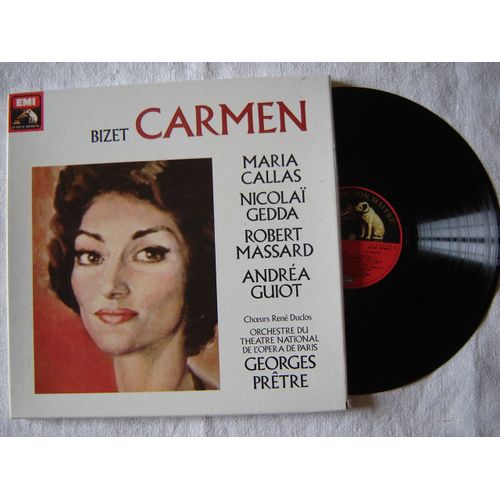 EMI
BIZET CARMEN
MARIA
CALLAS
NICOLAÏ
GEDDA
ROBERT
MASSARD
ANDRÉA
GUIOT
Chœurs René Duclos
ORCHESTRE DU
THEATRE NATIONAL
DE L'OPERA DE PARIS
GEORGES
PRÊTRE